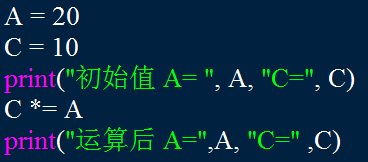 A = 20
C = 10
print("初始值 A= ", A, "C=", C)
C *= A
print("运算后 A=",A, "C=" ,C)